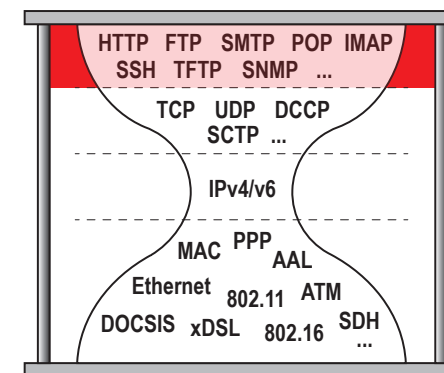 HTTP FTP SMTP POP IMAP
SSH TFTP SNMP ...
TCP UDP DCCP
SCTP ...
IPv4/v6
MAC PPP AAL
Ethernet 802.11 ATM
DOCSIS xDSL 802.16 SDH
...